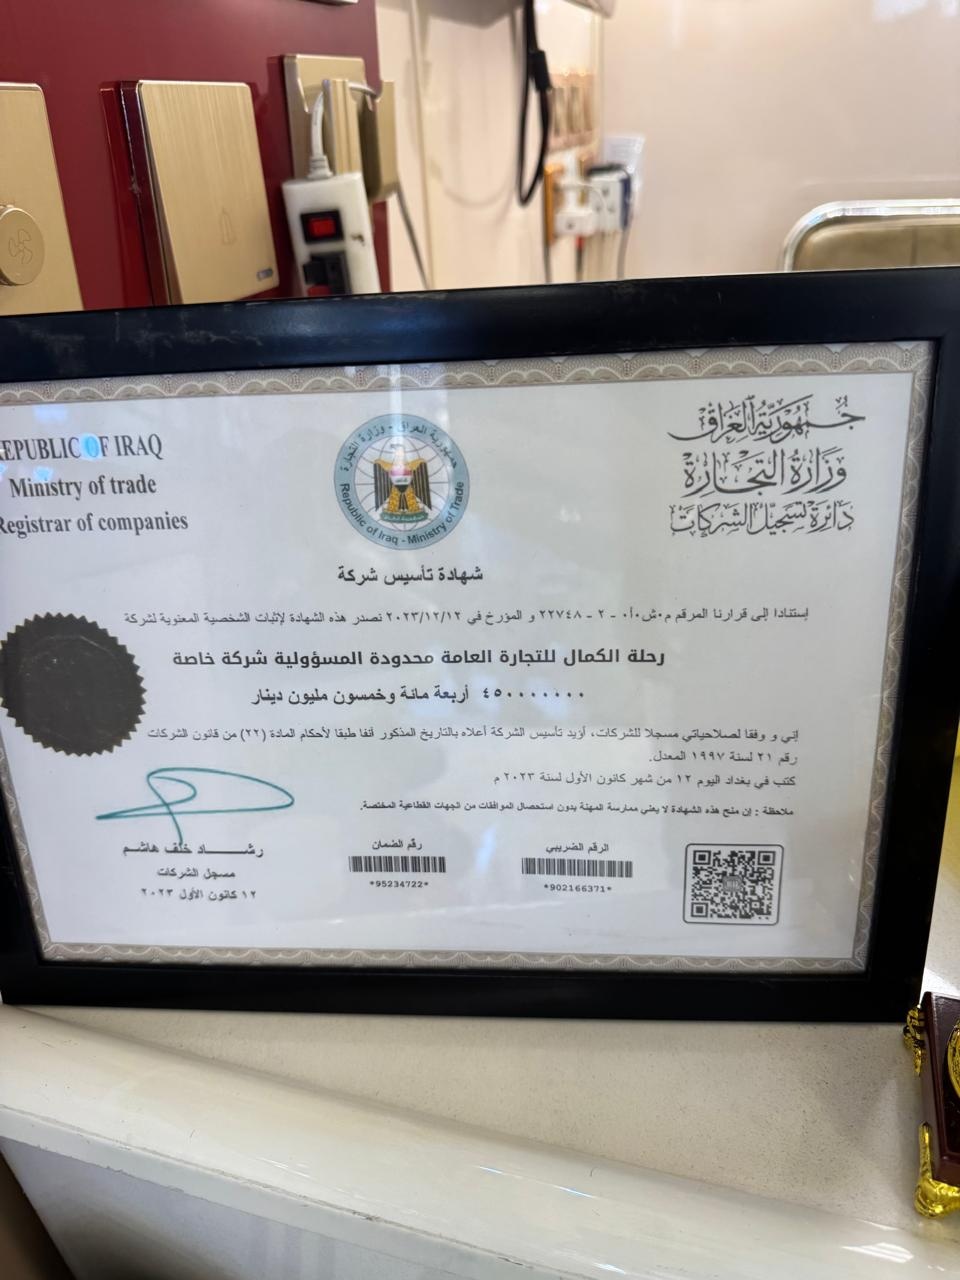 REPUBLIC OF IRAQ
Ministry of trade
Registrar of companies
جمهورية العراق
وزارة التجارة
دائرة تسجيل الشركات
جمهورية العراق - وزارة التجارة
Republic of Iraq - Ministry of Trade
شهادة تأسيس شركة
إستنادا إلى قرارنا المرقم م.ش.أ. - ٢ - ٢٢٧٤٨ و المؤرخ في ٢٠٢٣/١٢/١٢ تصدر هذه الشهادة لإثبات الشخصية المعنوية لشركة
رحلة الكمال للتجارة العامة محدودة المسؤولية شركة خاصة
٤٥٠٠٠٠٠٠٠ أربعة مائة وخمسون مليون دينار
إني و وفقا لصلاحياتي مسجلا للشركات، أؤيد تأسيس الشركة أعلاه بالتاريخ المذكور آنفا طبقا لأحكام المادة (٢٢) من قانون الشركات
رقم ٢١ لسنة ١٩٩٧ المعدل.
كتب في بغداد اليوم ١٢ من شهر كانون الأول لسنة ٢٠٢٣ م
ملاحظة : إن منح هذه الشهادة لا يعني ممارسة المهنة بدون استحصال الموافقات من الجهات القطاعية المختصة.
الرقم الضريبي
*902166371*
رقم الضمان
*95234722*
رشــــاد خلف هاشم
مسجل الشركات
١٢ كانون الأول ٢٠٢٣